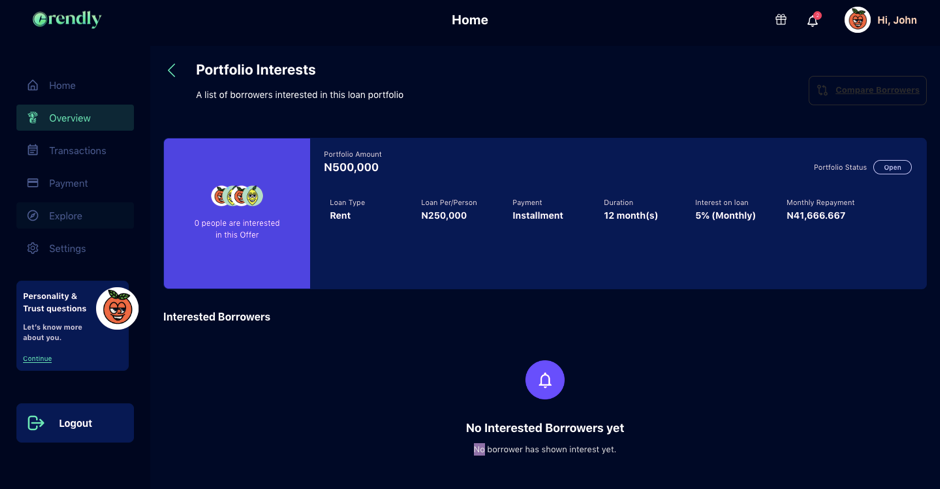 Crendly
Home
2
Hi, John
Home
Overview
Transactions
Payment
Explore
Settings
Personality &
Trust questions
Let's know more
about you.
Continue
Logout
Portfolio Interests
A list of borrowers interested in this loan portfolio
Compare Borrowers
0 people are interested
in this Offer
Portfolio Amount
N500,000
Portfolio Status Open
Loan Type Loan Per/Person Payment Duration Interest on loan Monthly Repayment
Rent N250,000 Installment 12 month(s) 5% (Monthly) N41,666.667
Interested Borrowers
No Interested Borrowers yet
No borrower has shown interest yet.